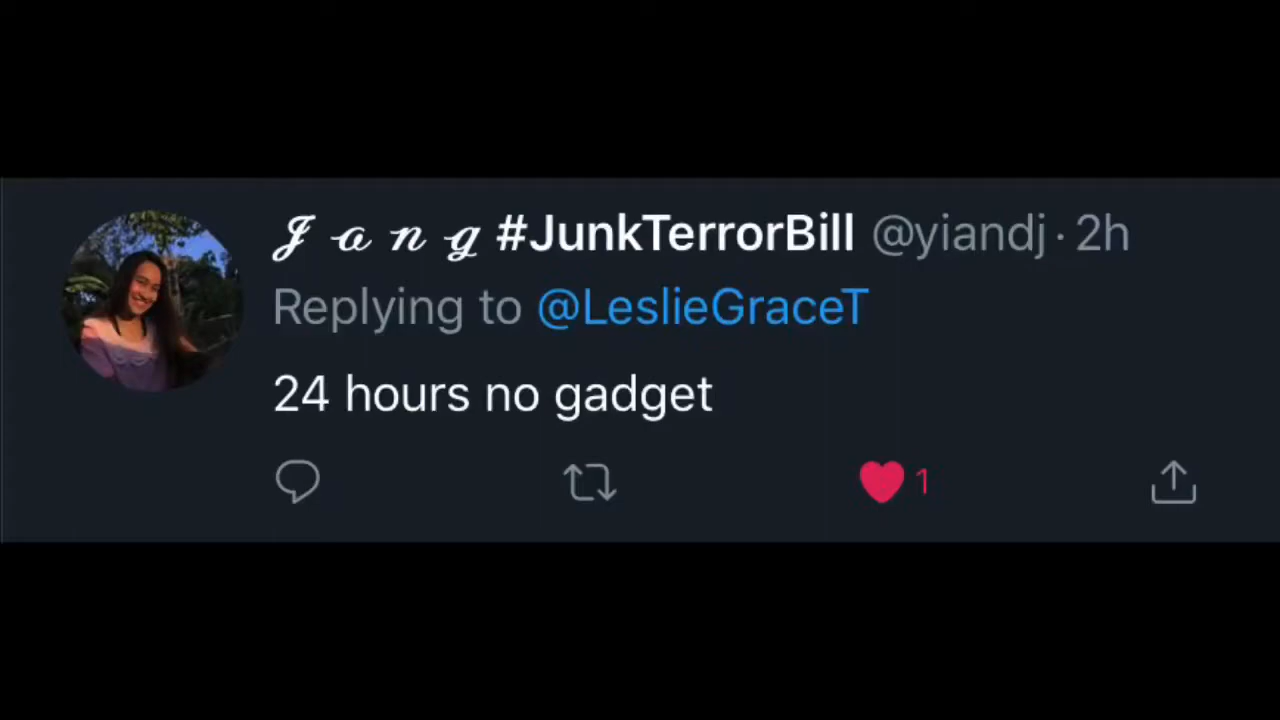 𝒥 𝑜 𝓃 𝑔 #JunkTerrorBill @yiandj · 2h
Replying to @LeslieGraceT
24 hours no gadget
1